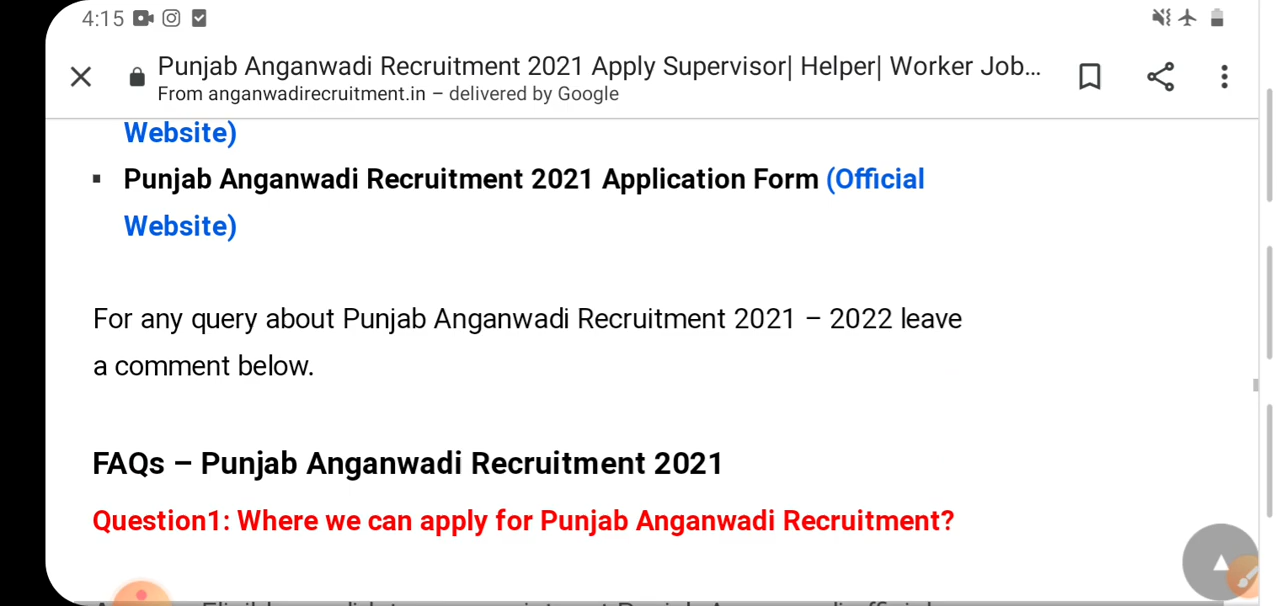 4:15
Punjab Anganwadi Recruitment 2021 Apply Supervisor| Helper| Worker Job...
From anganwadirecruitment.in – delivered by Google
Website)
▪ Punjab Anganwadi Recruitment 2021 Application Form (Official
Website)
For any query about Punjab Anganwadi Recruitment 2021 – 2022 leave
a comment below.
FAQs – Punjab Anganwadi Recruitment 2021
Question1: Where we can apply for Punjab Anganwadi Recruitment?